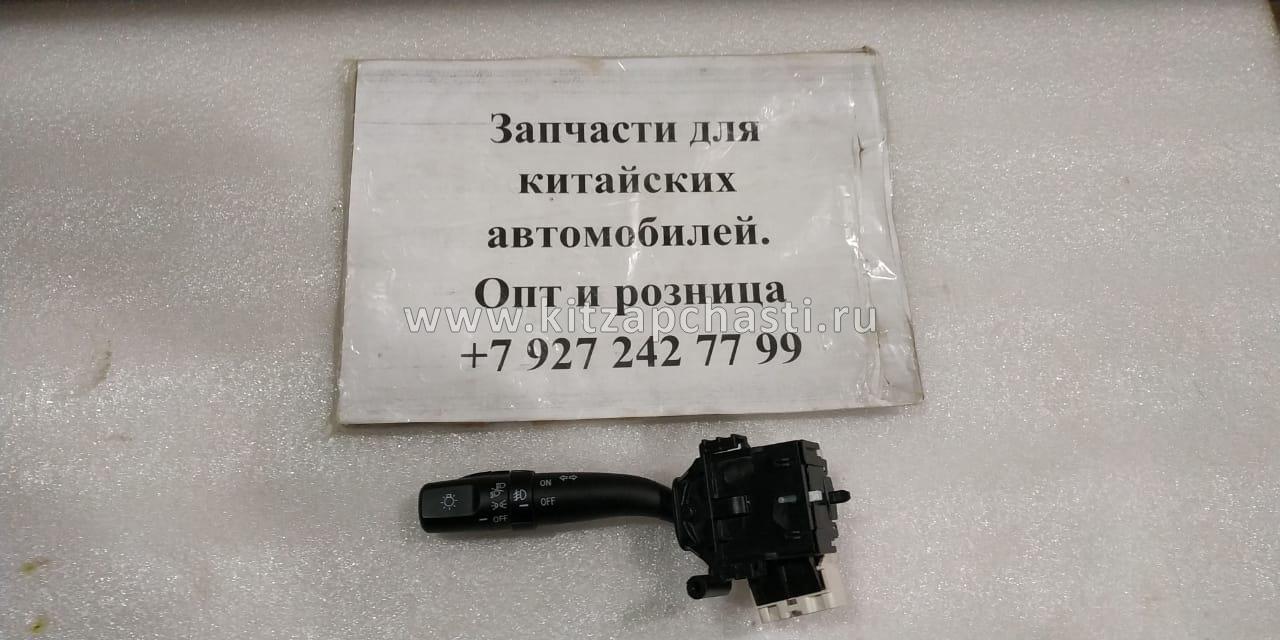 Запчасти для
китайских
автомобилей.
Опт и розница
www.kitzapchasti.ru
+7 927 242 77 99
ON
OFF
OFF